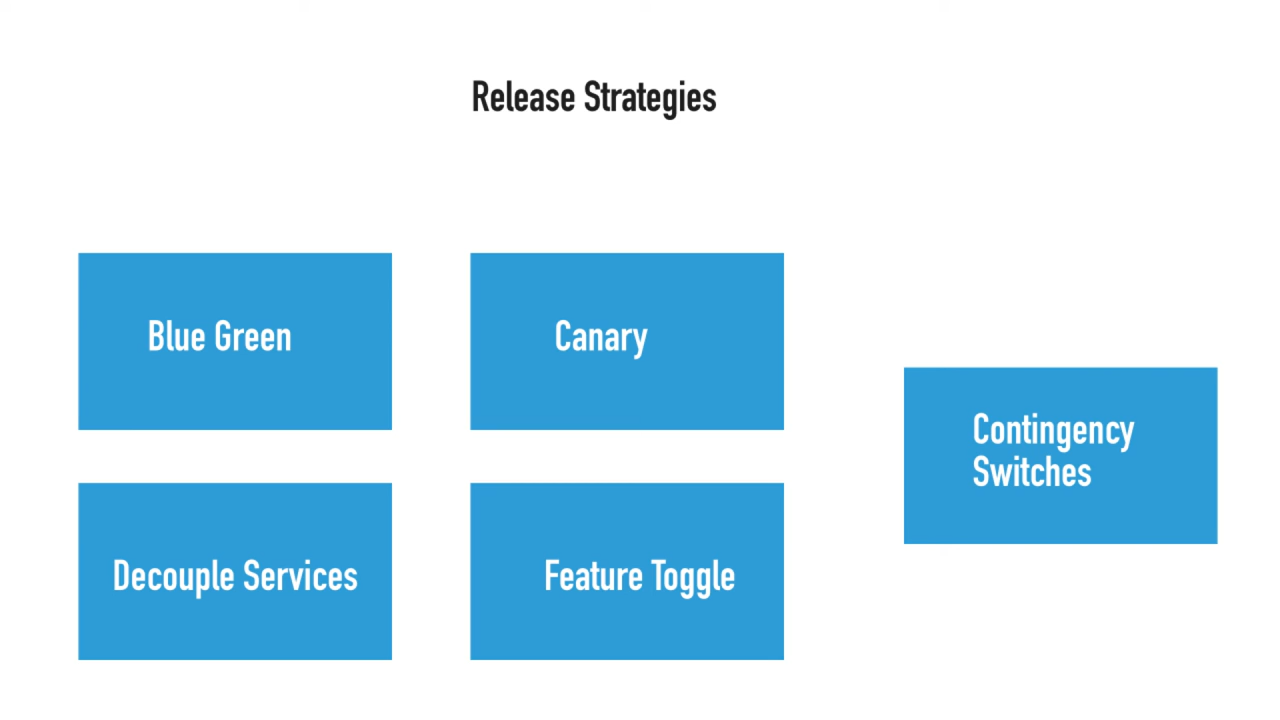 Release Strategies
Blue Green
Canary
Contingency
Switches
Decouple Services
Feature Toggle